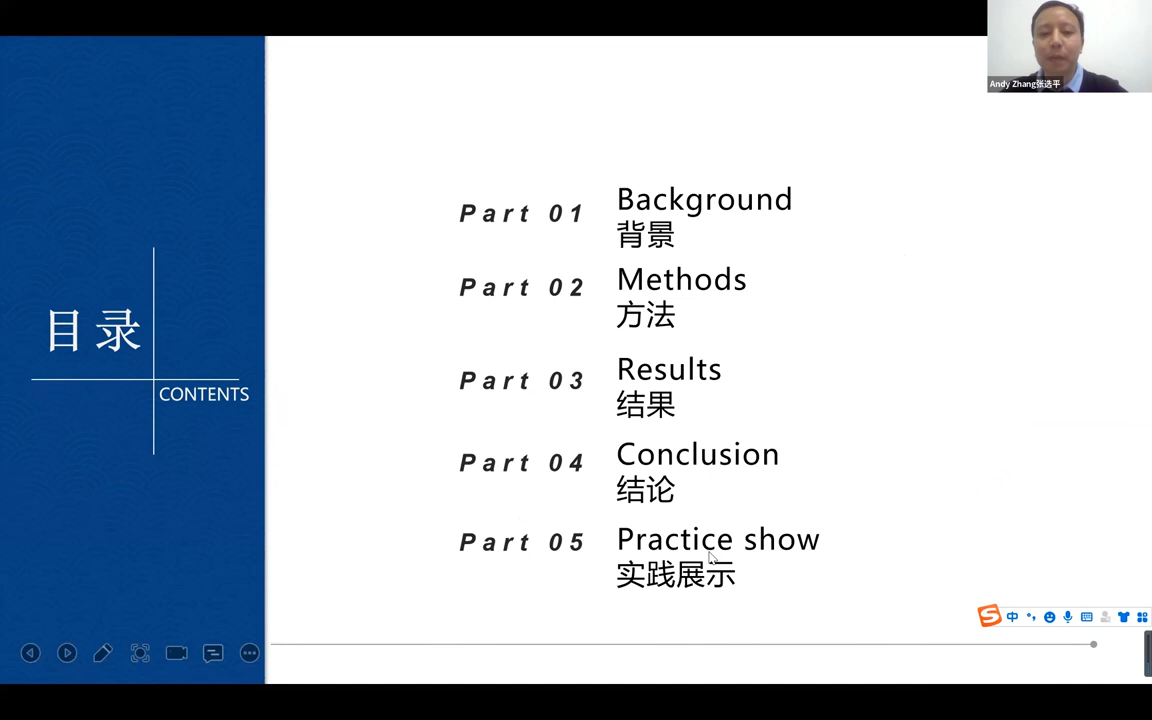 Andy Zhang张选平
目录
CONTENTS
Part 01
Background
背景
Part 02
Methods
方法
Part 03
Results
结果
Part 04
Conclusion
结论
Part 05
Practice show
实践展示
S中